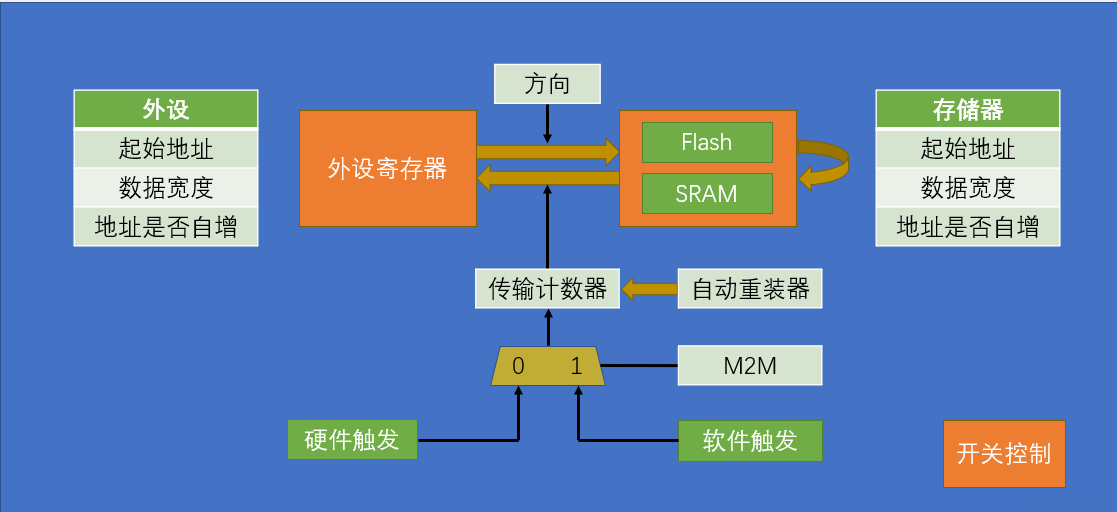 方向
外设
起始地址
数据宽度
地址是否自增
外设寄存器
Flash
SRAM
存储器
起始地址
数据宽度
地址是否自增
传输计数器
自动重装器
0 1
M2M
硬件触发
软件触发
开关控制